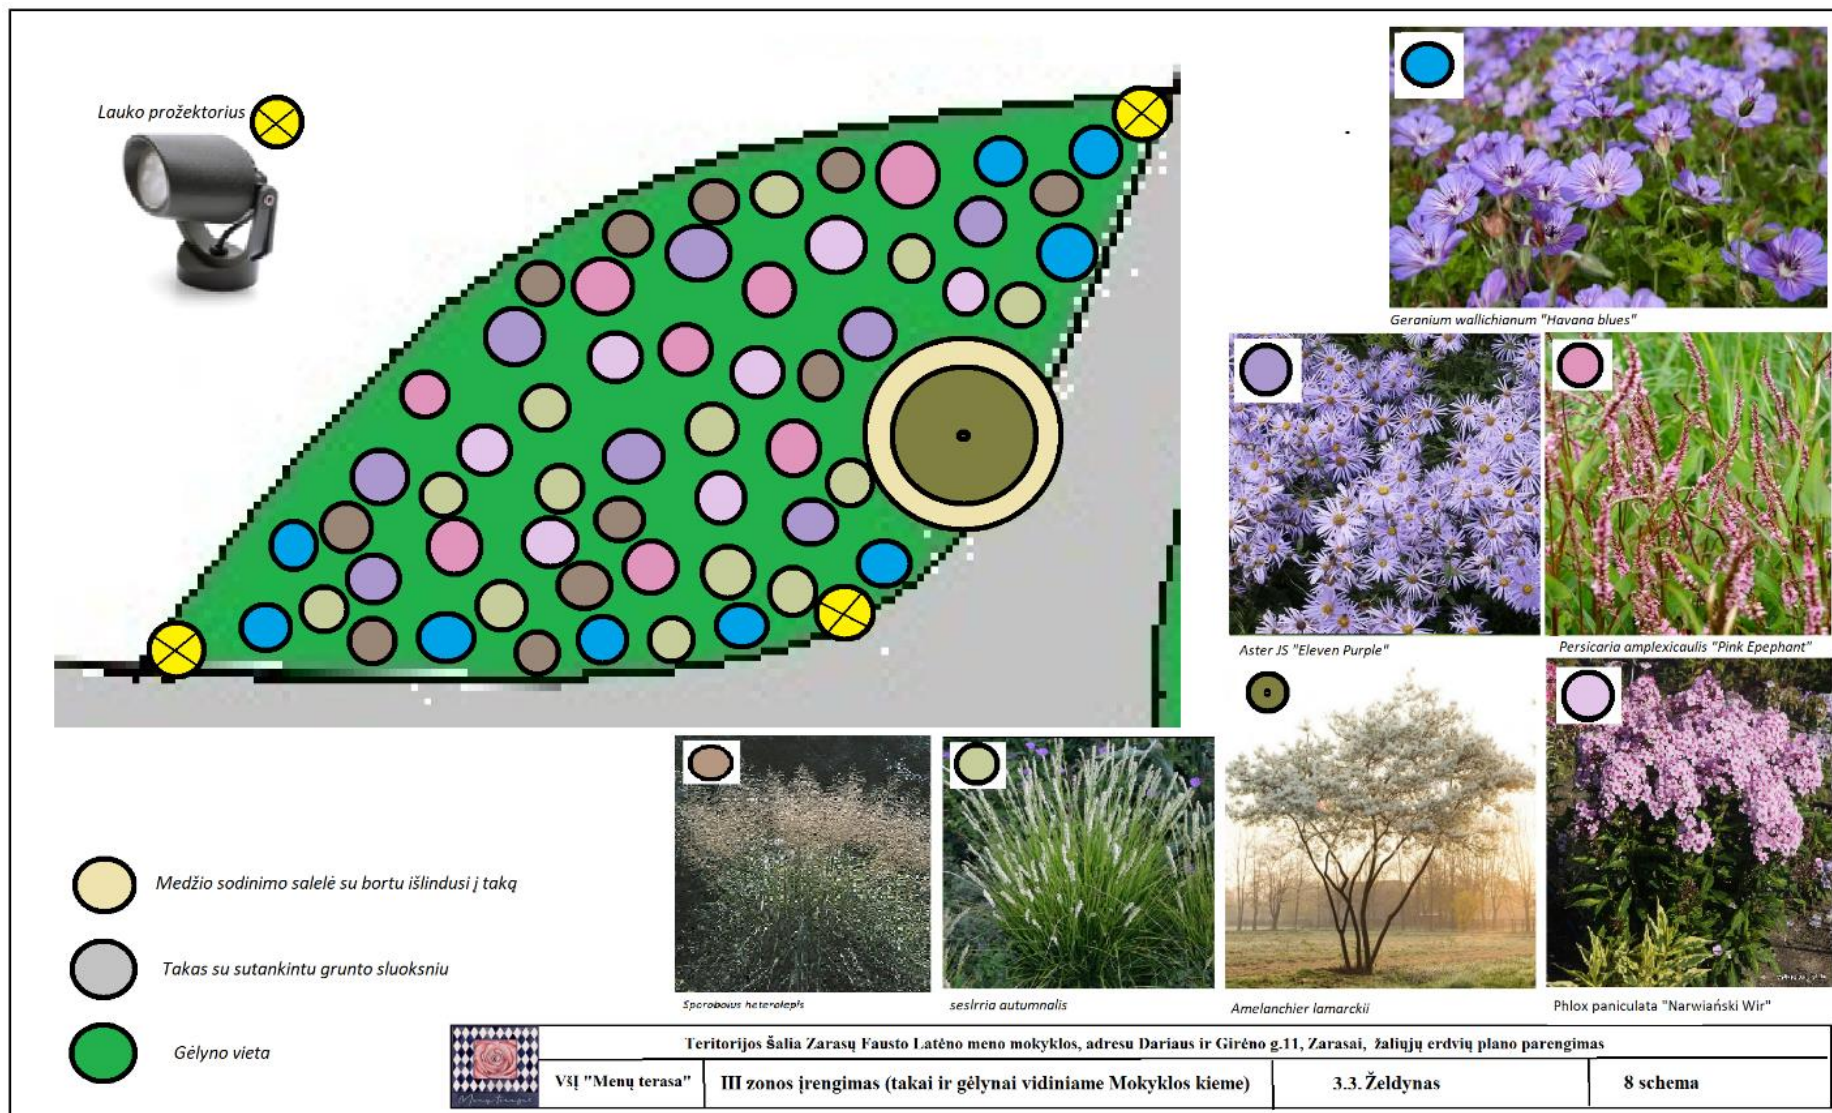 Lauko prožektorius
Geranium wallichianum "Havana blues"
Aster JS "Eleven Purple"
Persicaria amplexicaulis "Pink Epephant"
Medžio sodinimo salelė su bortu išlindusi į taką
Takas su sutankintu grunto sluoksniu
Gėlyno vieta
Sporobolus heterolepis
seslrria autumnalis
Amelanchier lamarckii
Phlox paniculata "Narwiański Wir"
Teritorijos šalia Zarasų Fausto Latėno meno mokyklos, adresu Dariaus ir Girėno g.11, Zarasai, žaliųjų erdvių plano parengimas
VšĮ "Menų terasa"
III zonos įrengimas (takai ir gėlynai vidiniame Mokyklos kieme)
3.3. Želdynas
8 schema
Menų terasa